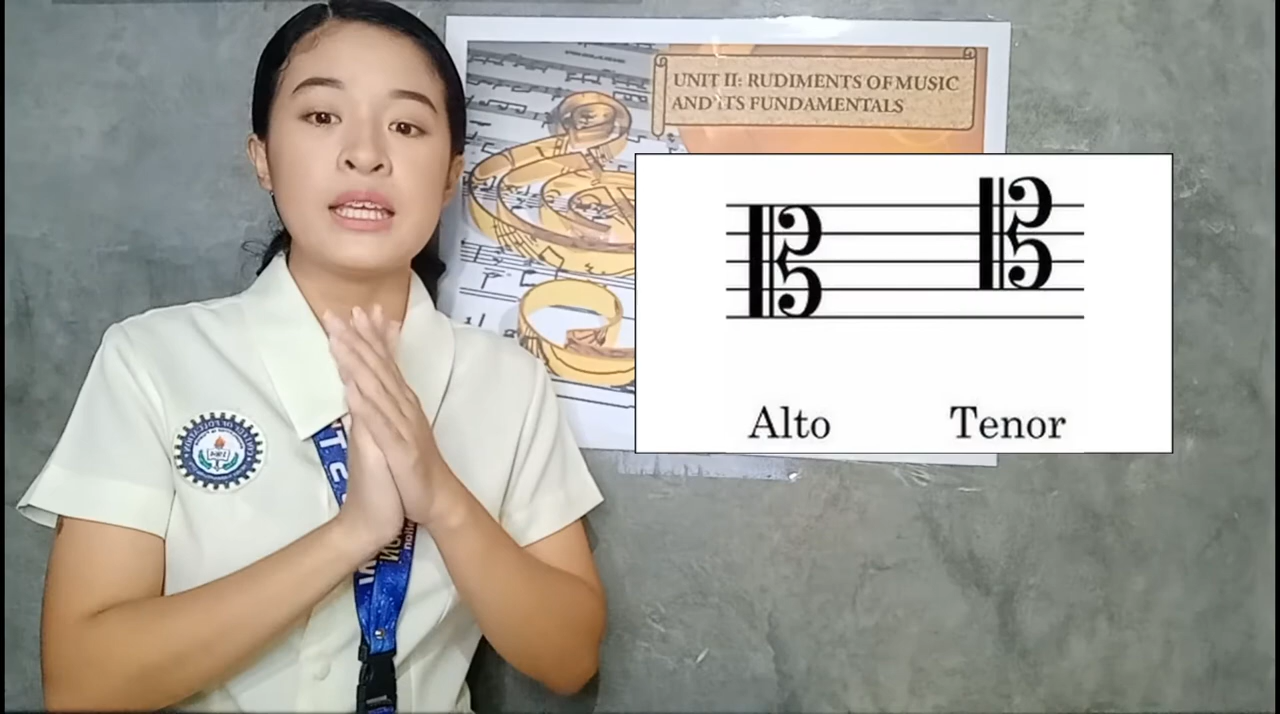 UNIT II: RUDIMENTS OF MUSIC
AND ITS FUNDAMENTALS
Alto
Tenor